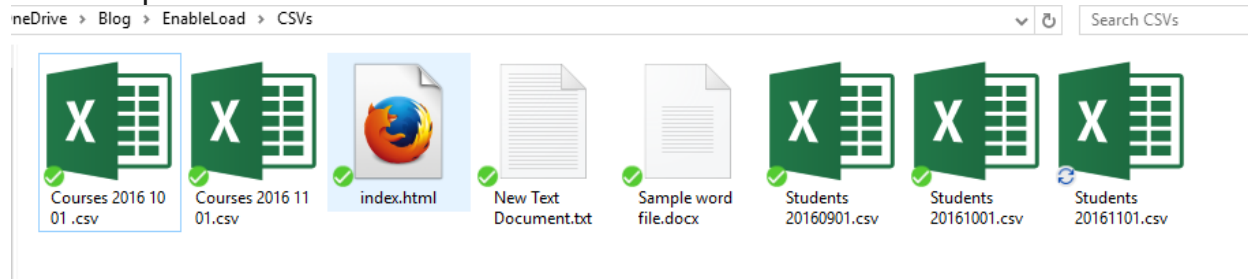 neDrive > Blog > EnableLoad > CSVs
Search CSVs
Courses 2016 10
01 .csv
Courses 2016 11
01.csv
index.html
New Text
Document.txt
Sample word
file.docx
Students
20160901.csv
Students
20161001.csv
Students
20161101.csv